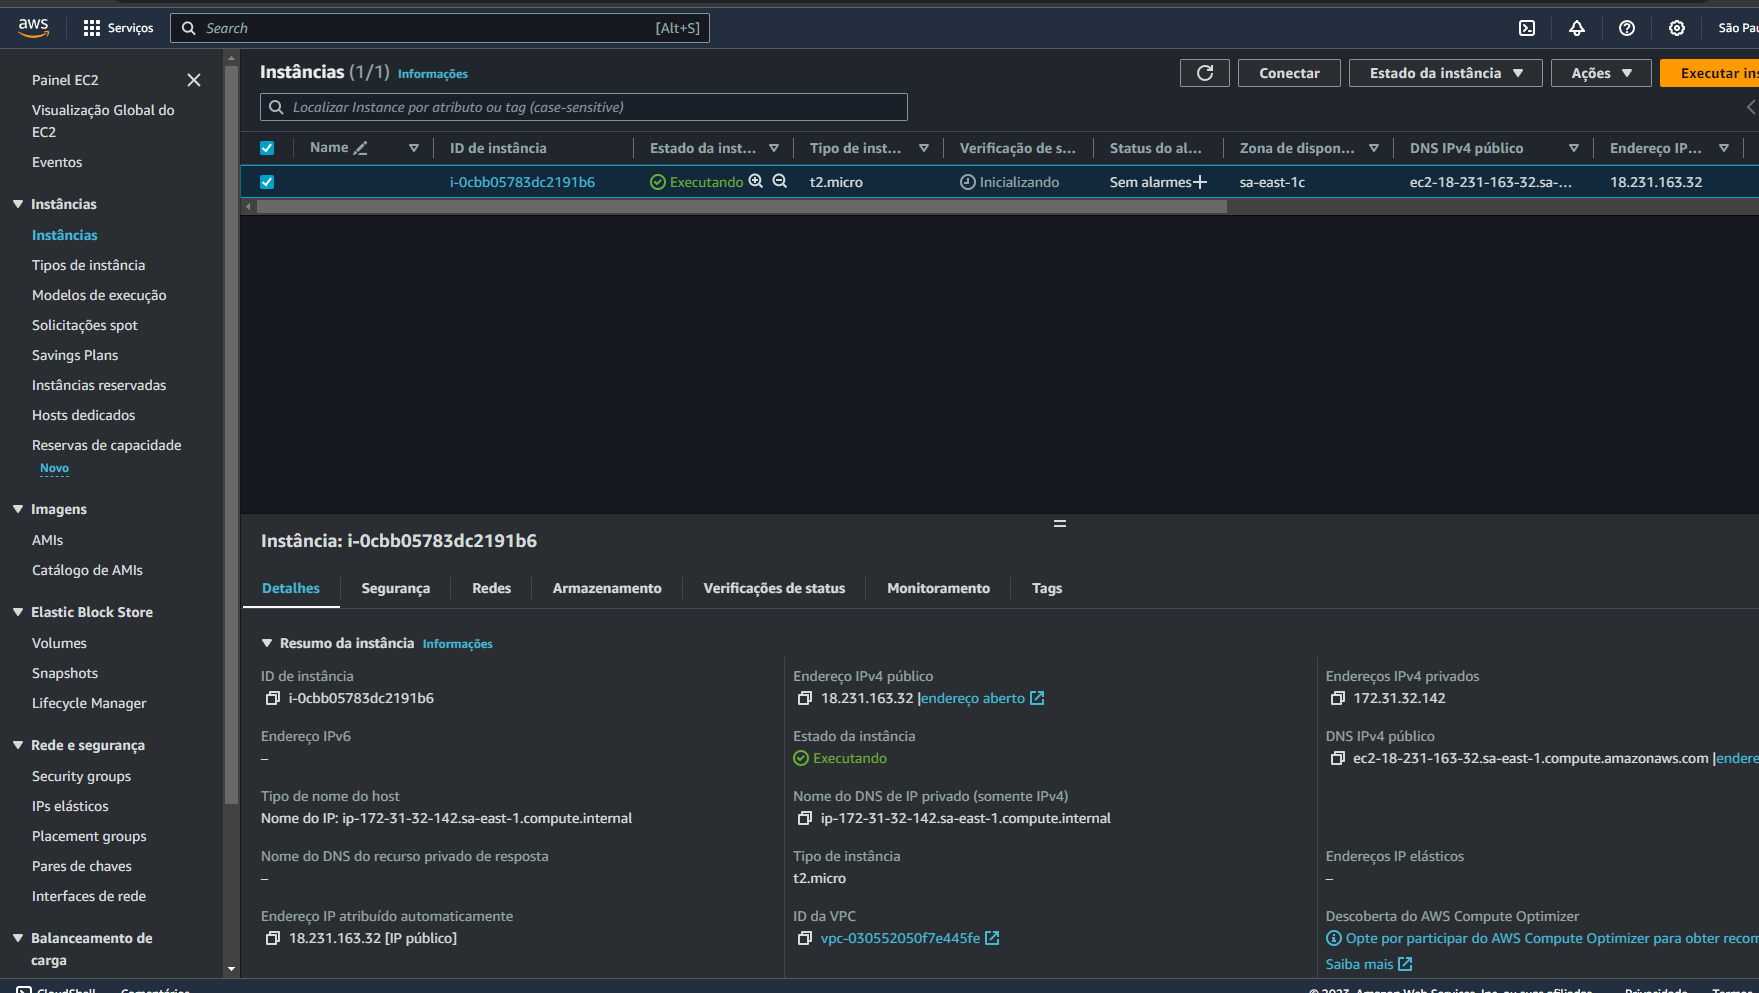 aws
Serviços
Search
[Alt+S]
São Pau
Painel EC2
Visualização Global do
EC2
Eventos
Instâncias
Instâncias
Tipos de instância
Modelos de execução
Solicitações spot
Savings Plans
Instâncias reservadas
Hosts dedicados
Reservas de capacidade
Novo
Imagens
AMIs
Catálogo de AMIs
Elastic Block Store
Volumes
Snapshots
Lifecycle Manager
Rede e segurança
Security groups
IPs elásticos
Placement groups
Pares de chaves
Interfaces de rede
Balanceamento de
carga
Instâncias (1/1) Informações
Conectar
Estado da instância
Ações
Executar ins
Localizar Instance por atributo ou tag (case-sensitive)
Name ID de instância Estado da inst... Tipo de inst... Verificação de s... Status do al... Zona de dispon... DNS IPv4 público Endereço IP...
i-0cbb05783dc2191b6 Executando t2.micro Inicializando Sem alarmes sa-east-1c ec2-18-231-163-32.sa-... 18.231.163.32
Instância: i-0cbb05783dc2191b6
Detalhes Segurança Redes Armazenamento Verificações de status Monitoramento Tags
Resumo da instância Informações
ID de instância
i-0cbb05783dc2191b6
Endereço IPv4 público
18.231.163.32 |endereço aberto
Endereços IPv4 privados
172.31.32.142
Endereço IPv6
–
Estado da instância
Executando
DNS IPv4 público
ec2-18-231-163-32.sa-east-1.compute.amazonaws.com |endere
Tipo de nome do host
Nome do IP: ip-172-31-32-142.sa-east-1.compute.internal
Nome do DNS de IP privado (somente IPv4)
ip-172-31-32-142.sa-east-1.compute.internal
Nome do DNS do recurso privado de resposta
–
Tipo de instância
t2.micro
Endereços IP elásticos
–
Endereço IP atribuído automaticamente
18.231.163.32 [IP público]
ID da VPC
vpc-030552050f7e445fe
Descoberta do AWS Compute Optimizer
Opte por participar do AWS Compute Optimizer para obter recom
Saiba mais
CloudShell Comentários © 2023, Amazon Web Services, Inc. ou suas afiliadas. Privacidade Termos